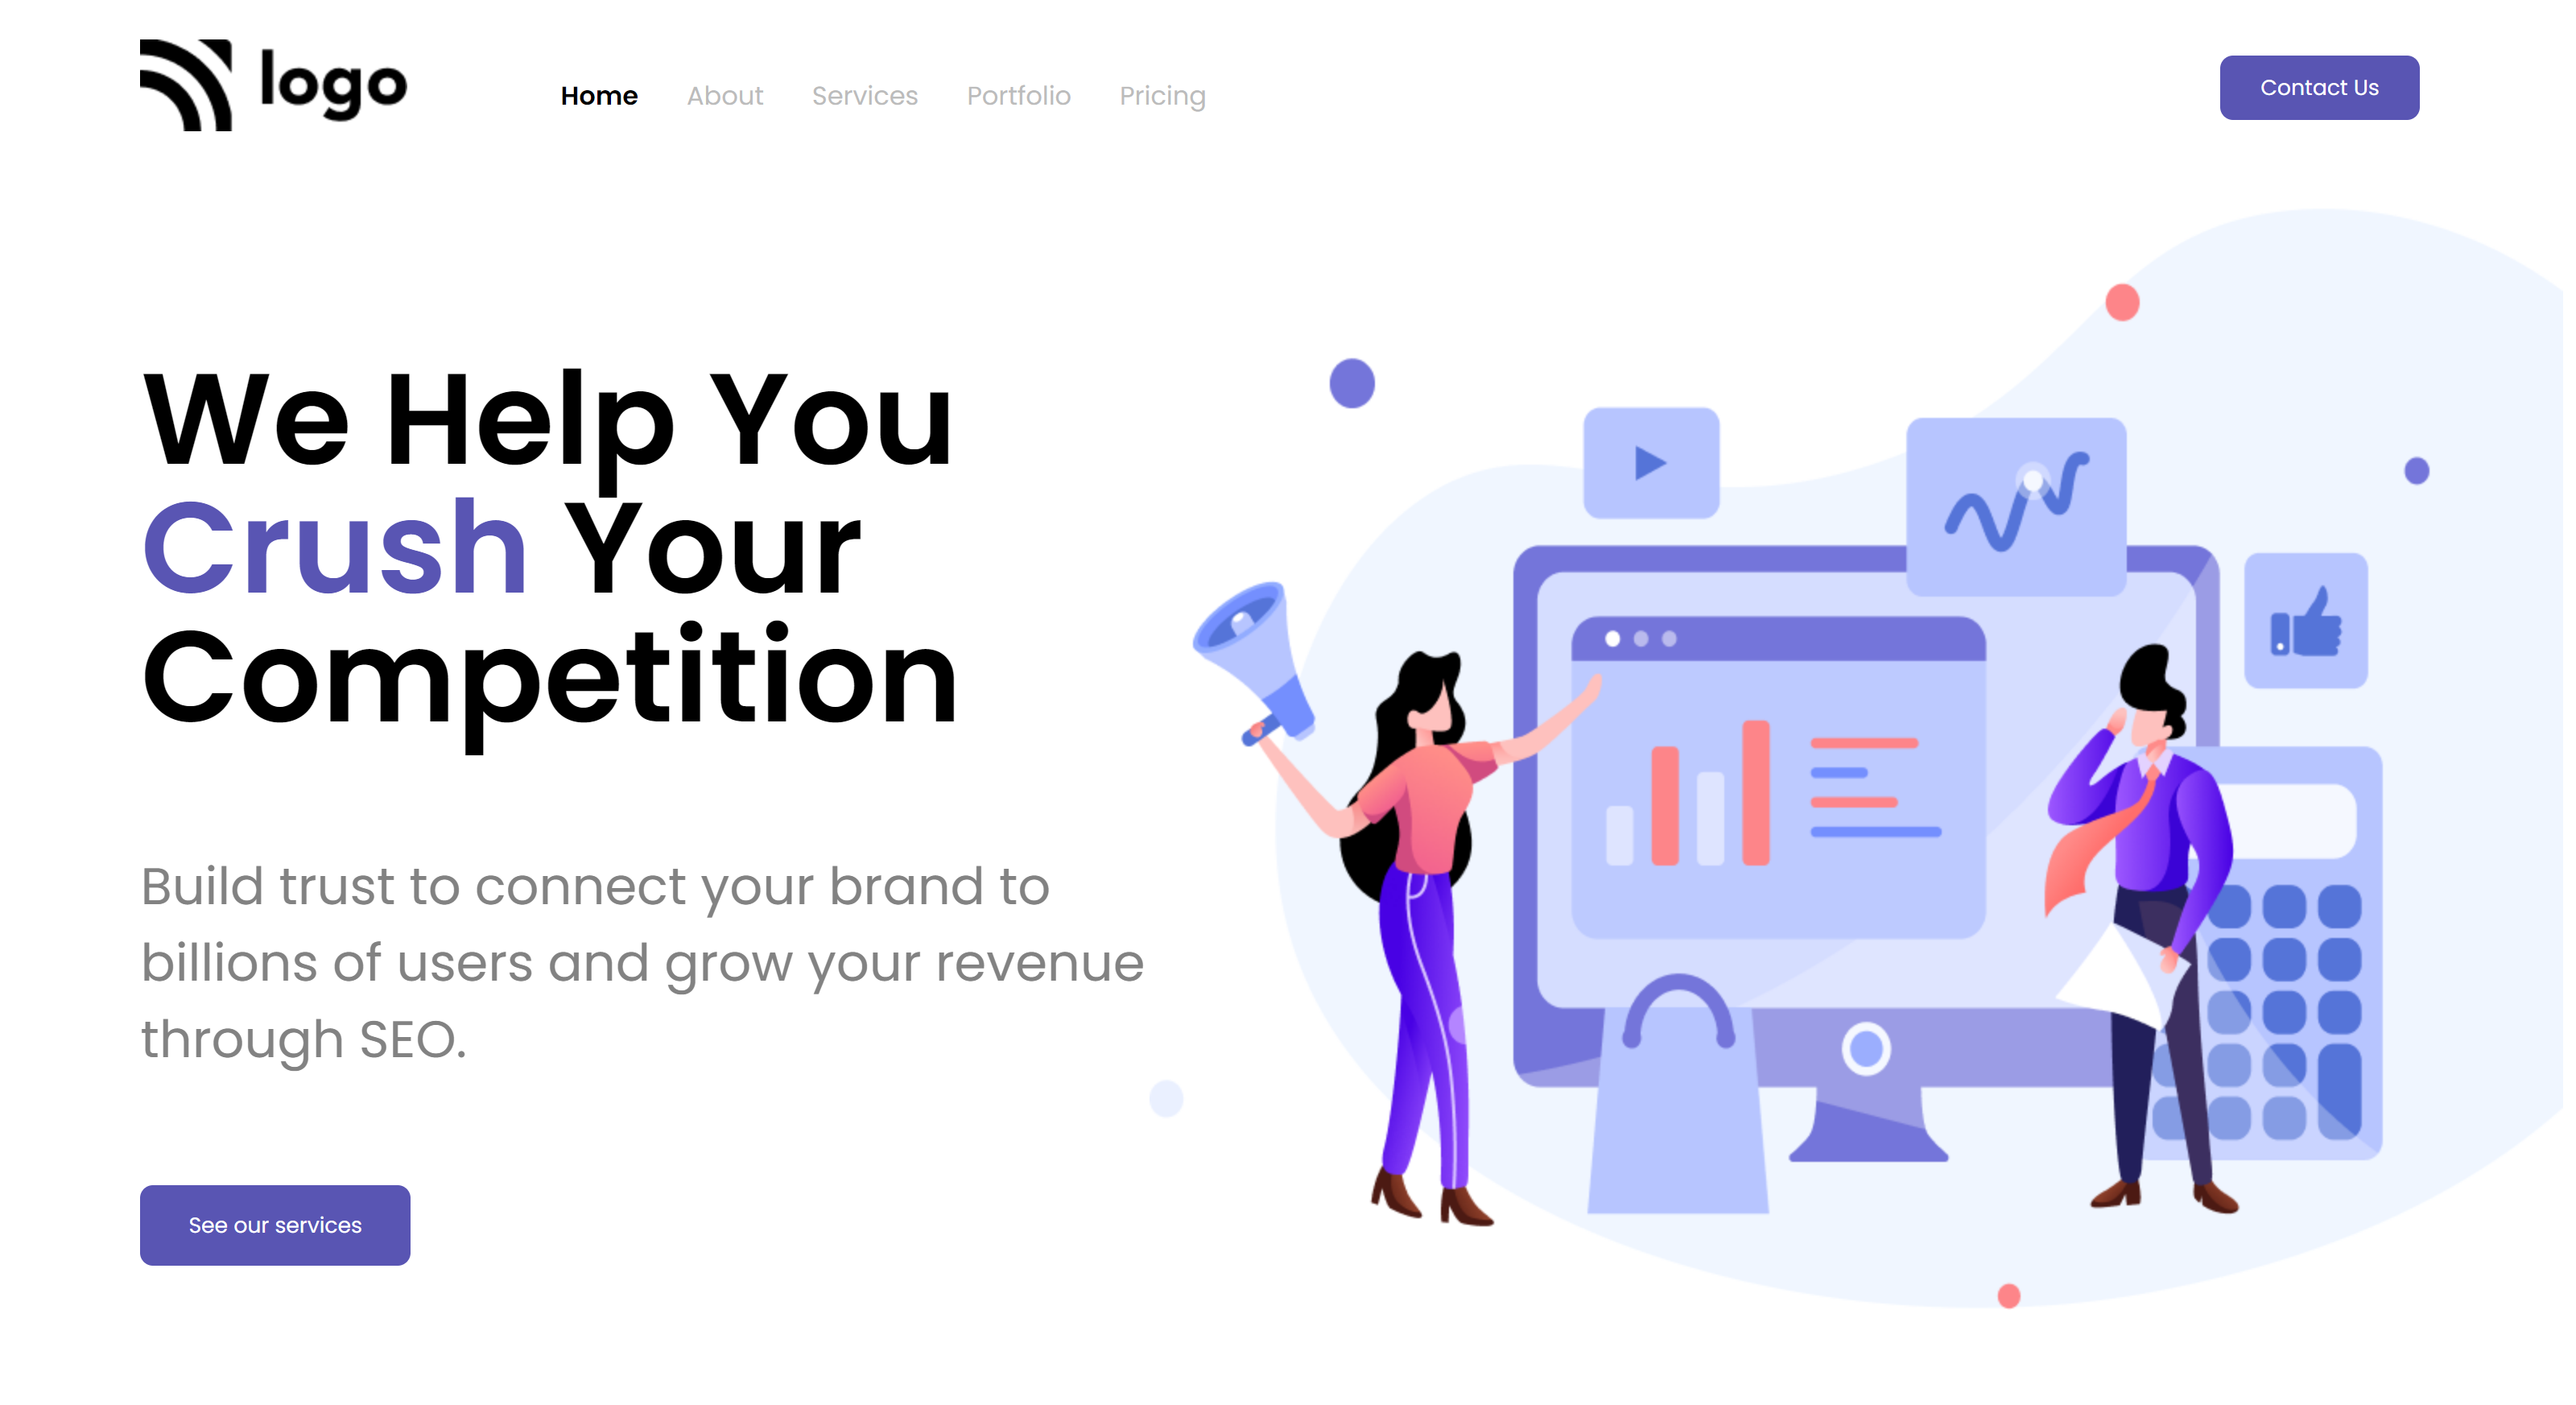 logo
Home About Services Portfolio Pricing
Contact Us
We Help You
Crush Your
Competition
Build trust to connect your brand to
billions of users and grow your revenue
through SEO.
See our services